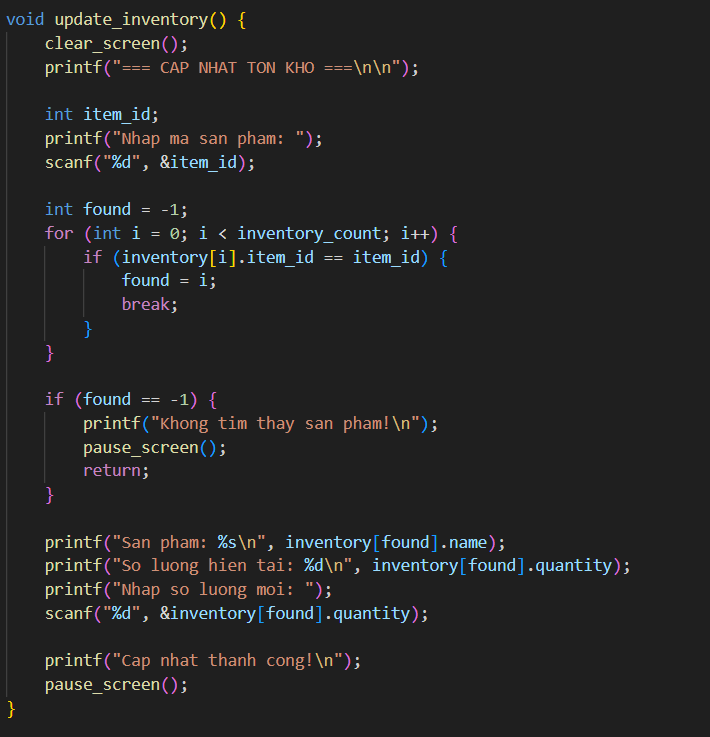 void update_inventory() {
    clear_screen();
    printf("=== CAP NHAT TON KHO ===\n\n");

    int item_id;
    printf("Nhap ma san pham: ");
    scanf("%d", &item_id);

    int found = -1;
    for (int i = 0; i < inventory_count; i++) {
        if (inventory[i].item_id == item_id) {
            found = i;
            break;
        }
    }

    if (found == -1) {
        printf("Khong tim thay san pham!\n");
        pause_screen();
        return;
    }

    printf("San pham: %s\n", inventory[found].name);
    printf("So luong hien tai: %d\n", inventory[found].quantity);
    printf("Nhap so luong moi: ");
    scanf("%d", &inventory[found].quantity);

    printf("Cap nhat thanh cong!\n");
    pause_screen();
}